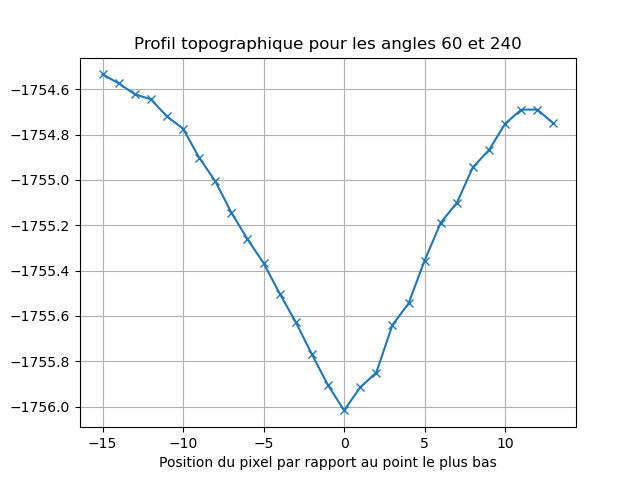 Profil topographique pour les angles 60 et 240
−1754.6
−1754.8
−1755.0
−1755.2
−1755.4
−1755.6
−1755.8
−1756.0
−15 −10 −5 0 5 10
Position du pixel par rapport au point le plus bas